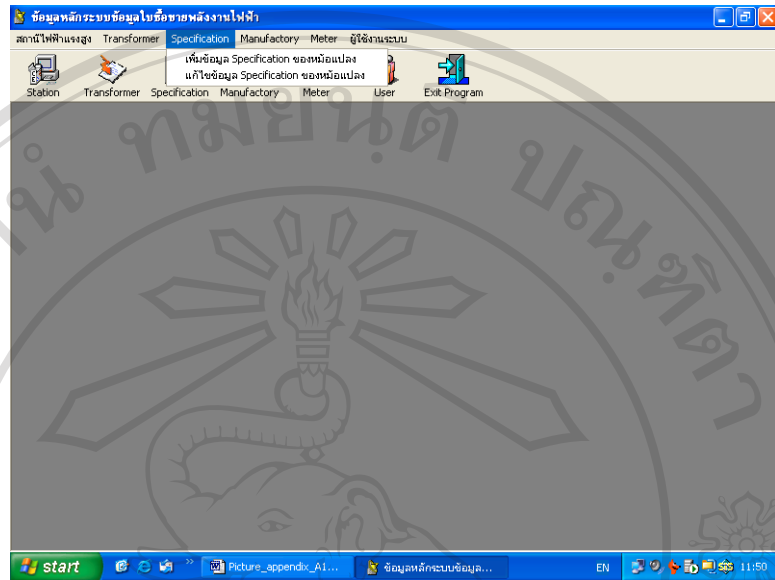 ข้อมูลหลักระบบข้อมูลใบซื้อขายพลังงานไฟฟ้า
สถานีไฟฟ้าแรงสูง Transformer Specification Manufactory Meter ผู้ใช้งานระบบ
เพิ่มข้อมูล Specification ของหม้อแปลง
แก้ไขข้อมูล Specification ของหม้อแปลง
Station Transformer Specification Manufactory Meter User Exit Program
start Picture_appendix_A1... ข้อมูลหลักระบบข้อมูล... EN 11:50